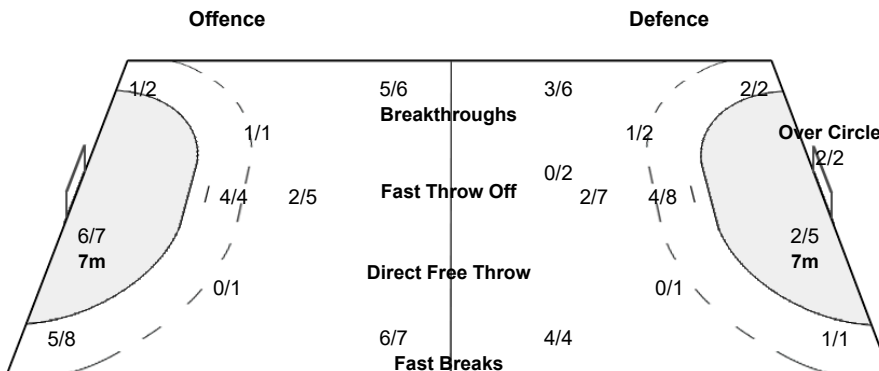 Offence Defence
1/2 5/6 3/6 2/2
Breakthroughs
1/1 1/2 Over Circle
2/2
0/2
4/4 2/5 Fast Throw Off 2/7 4/8
6/7 2/5
7m 7m
Direct Free Throw
0/1 0/1
5/8 6/7 4/4 1/1
Fast Breaks